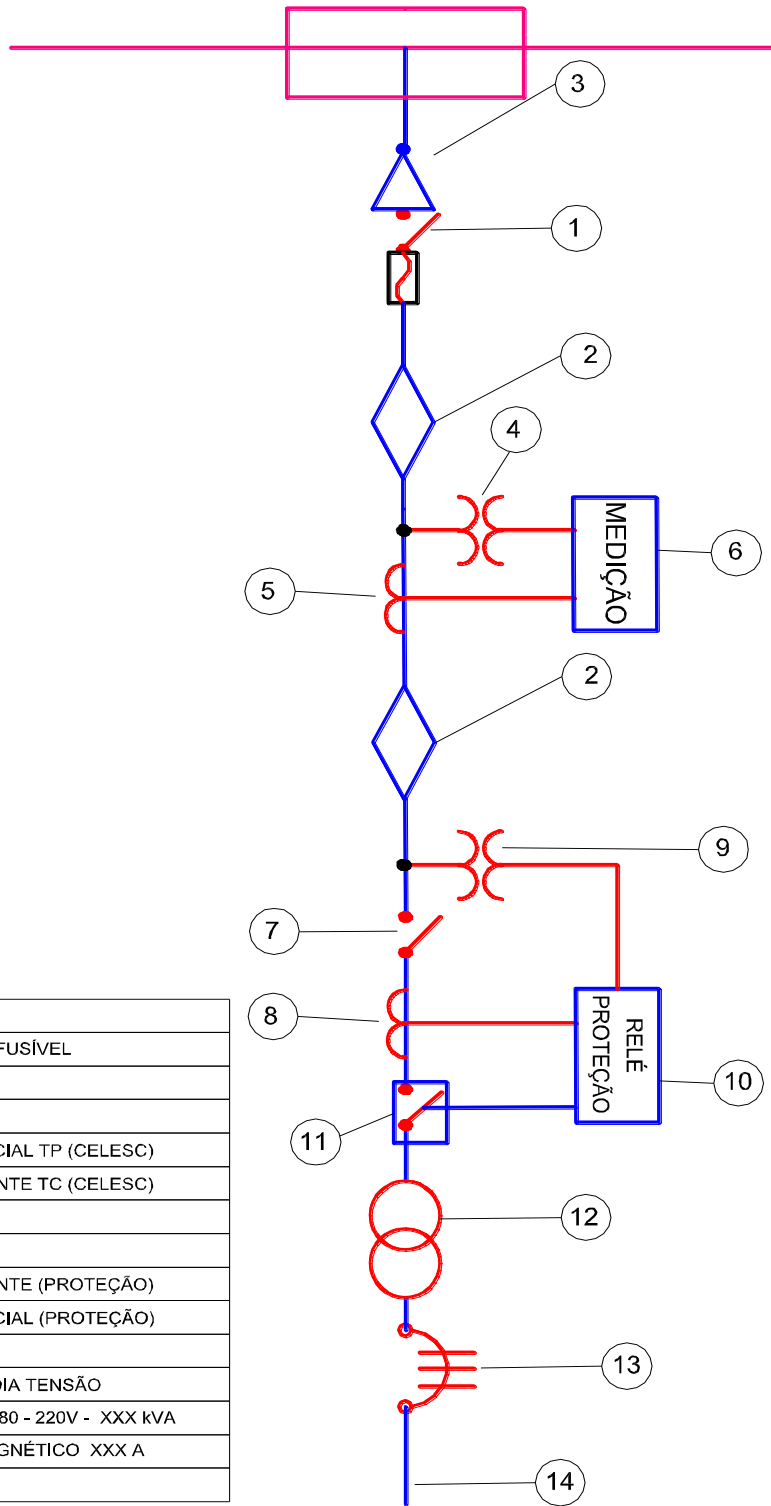 3
1
2
4
MEDIÇÃO
6
5
2
9
7
8
RELÉ
PROTEÇÃO
10
11
12
13
14
FUSÍVEL
CIAL TP (CELESC)
NTE TC (CELESC)
NTE (PROTEÇÃO)
CIAL (PROTEÇÃO)
DIA TENSÃO
80 - 220V - XXX kVA
GNÉTICO XXX A